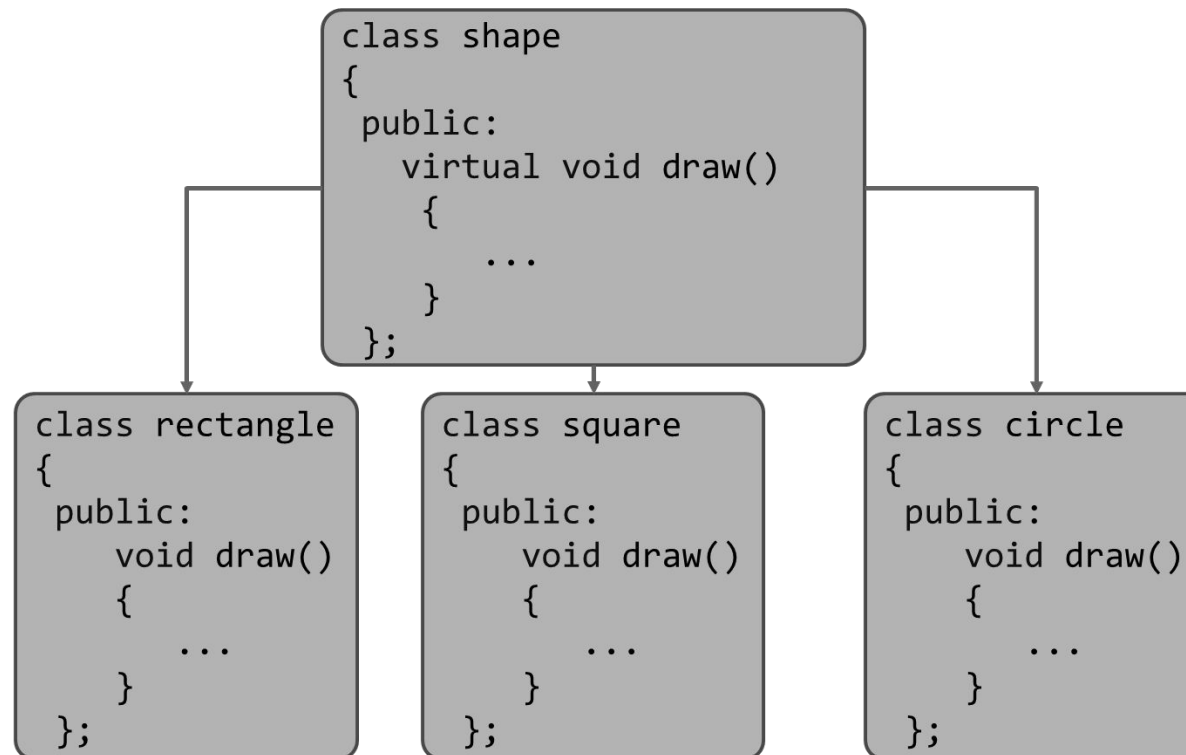 class shape
{
public:
virtual void draw()
{
...
}
};
class rectangle
{
public:
void draw()
{
...
}
};
class square
{
public:
void draw()
{
...
}
};
class circle
{
public:
void draw()
{
...
}
};